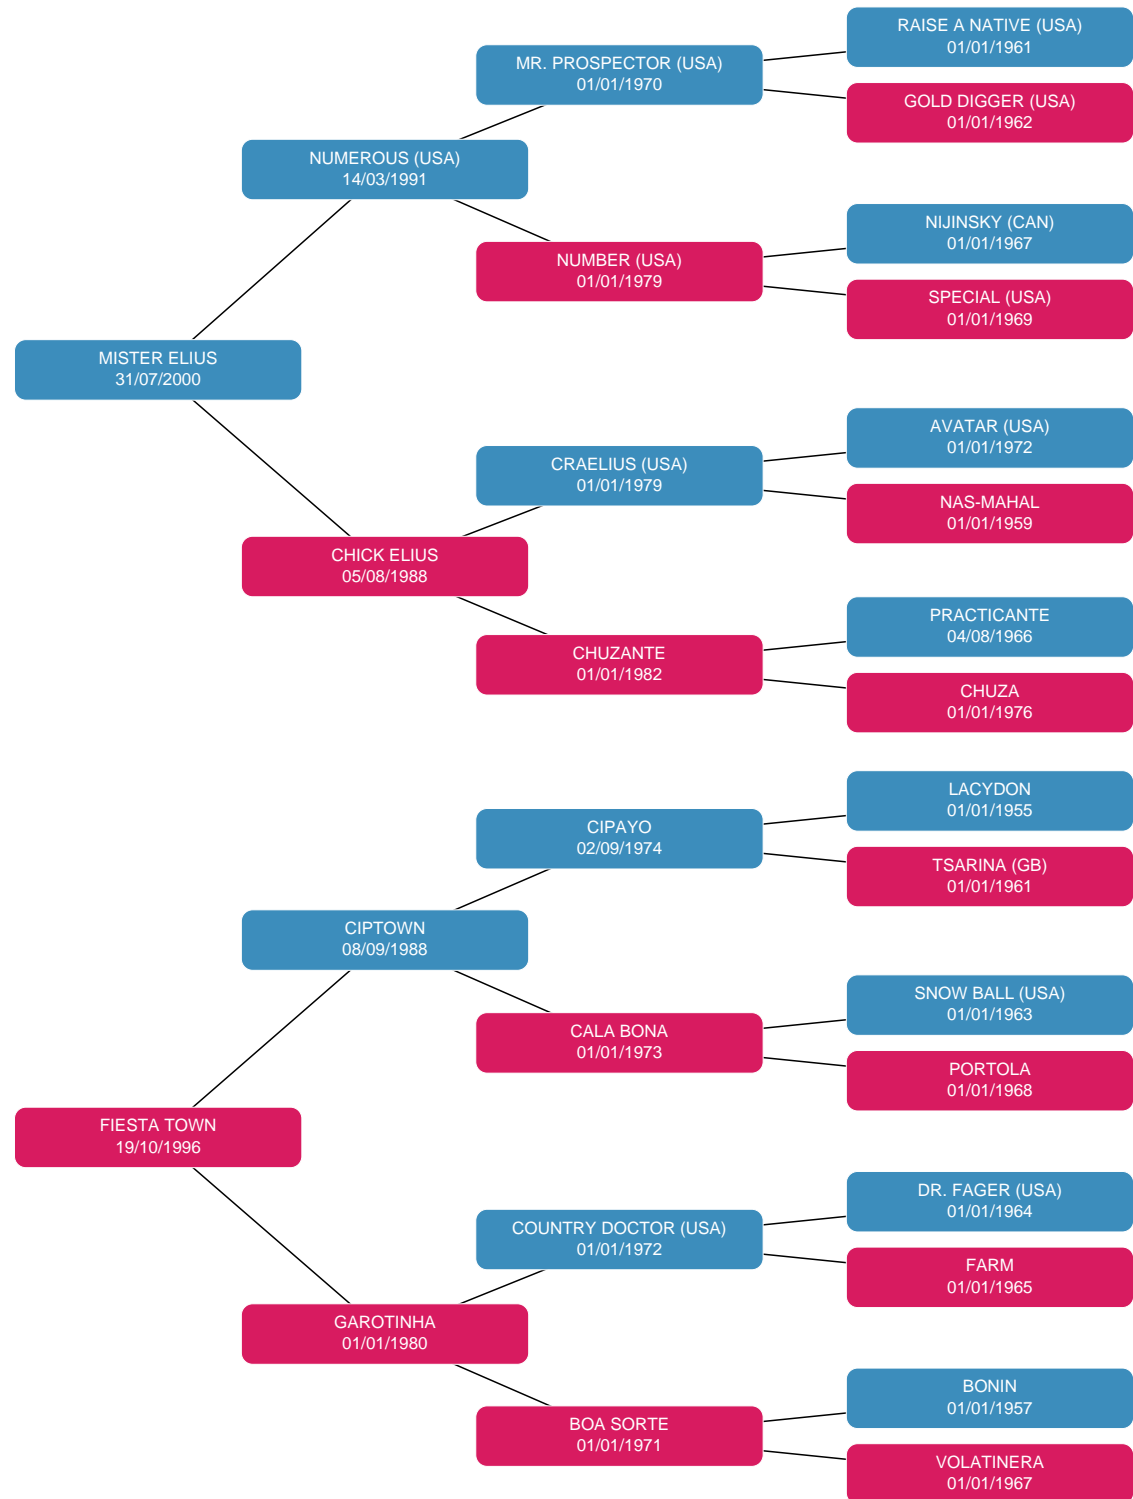 RAISE A NATIVE (USA)
01/01/1961
MR. PROSPECTOR (USA)
01/01/1970
GOLD DIGGER (USA)
01/01/1962
NUMEROUS (USA)
14/03/1991
NIJINSKY (CAN)
01/01/1967
NUMBER (USA)
01/01/1979
SPECIAL (USA)
01/01/1969
MISTER ELIUS
31/07/2000
AVATAR (USA)
01/01/1972
CRAELIUS (USA)
01/01/1979
NAS-MAHAL
01/01/1959
CHICK ELIUS
05/08/1988
PRACTICANTE
04/08/1966
CHUZANTE
01/01/1982
CHUZA
01/01/1976
LACYDON
01/01/1955
CIPAYO
02/09/1974
TSARINA (GB)
01/01/1961
CIPTOWN
08/09/1988
SNOW BALL (USA)
01/01/1963
CALA BONA
01/01/1973
PORTOLA
01/01/1968
FIESTA TOWN
19/10/1996
DR. FAGER (USA)
01/01/1964
COUNTRY DOCTOR (USA)
01/01/1972
FARM
01/01/1965
GAROTINHA
01/01/1980
BONIN
01/01/1957
BOA SORTE
01/01/1971
VOLATINERA
01/01/1967